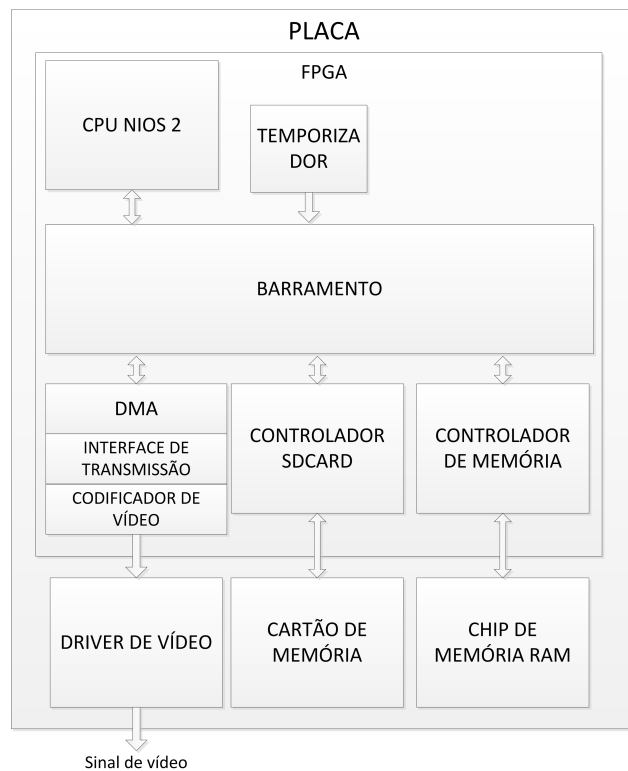 PLACA
FPGA
CPU NIOS 2
TEMPORIZA
DOR
BARRAMENTO
DMA
INTERFACE DE
TRANSMISSÃO
CODIFICADOR DE
VÍDEO
CONTROLADOR
SDCARD
CONTROLADOR
DE MEMÓRIA
DRIVER DE VÍDEO
CARTÃO DE
MEMÓRIA
CHIP DE
MEMÓRIA RAM
Sinal de vídeo